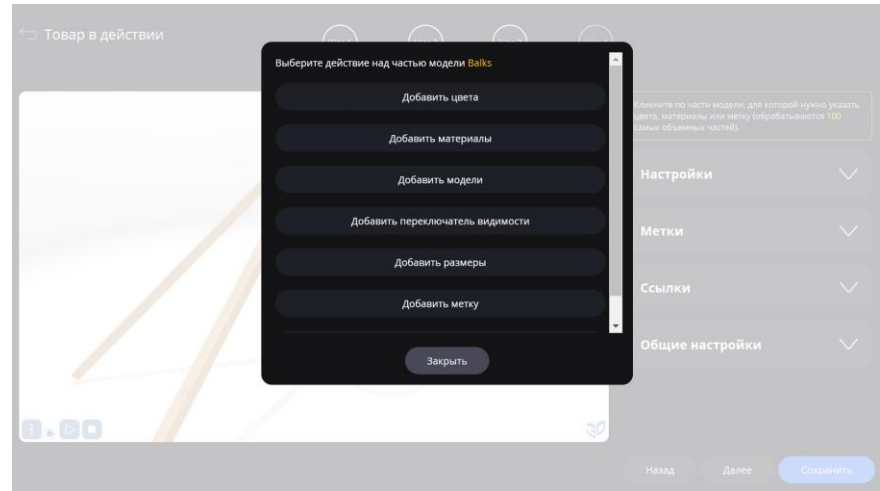 Товар в действии
Выберите действие над частью модели Balks
Добавить цвета
Добавить материалы
Добавить модели
Добавить переключатель видимости
Добавить размеры
Добавить метку
Закрыть
Кликните по части модели, для которой нужно указать
цвета, материалы или метку (обрабатываются 100
самых объемных частей).
Настройки
Метки
Ссылки
Общие настройки
Назад
Далее
Сохранить